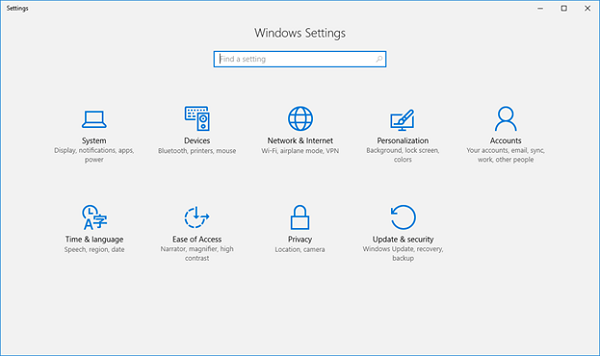 Settings
Windows Settings
Find a setting
System
Display, notifications, apps,
power
Devices
Bluetooth, printers, mouse
Network & Internet
Wi-Fi, airplane mode, VPN
Personalization
Background, lock screen,
colors
Accounts
Your accounts, email, sync,
work, other people
A字
Time & language
Speech, region, date
Ease of Access
Narrator, magnifier, high
contrast
Privacy
Location, camera
Update & security
Windows Update, recovery,
backup